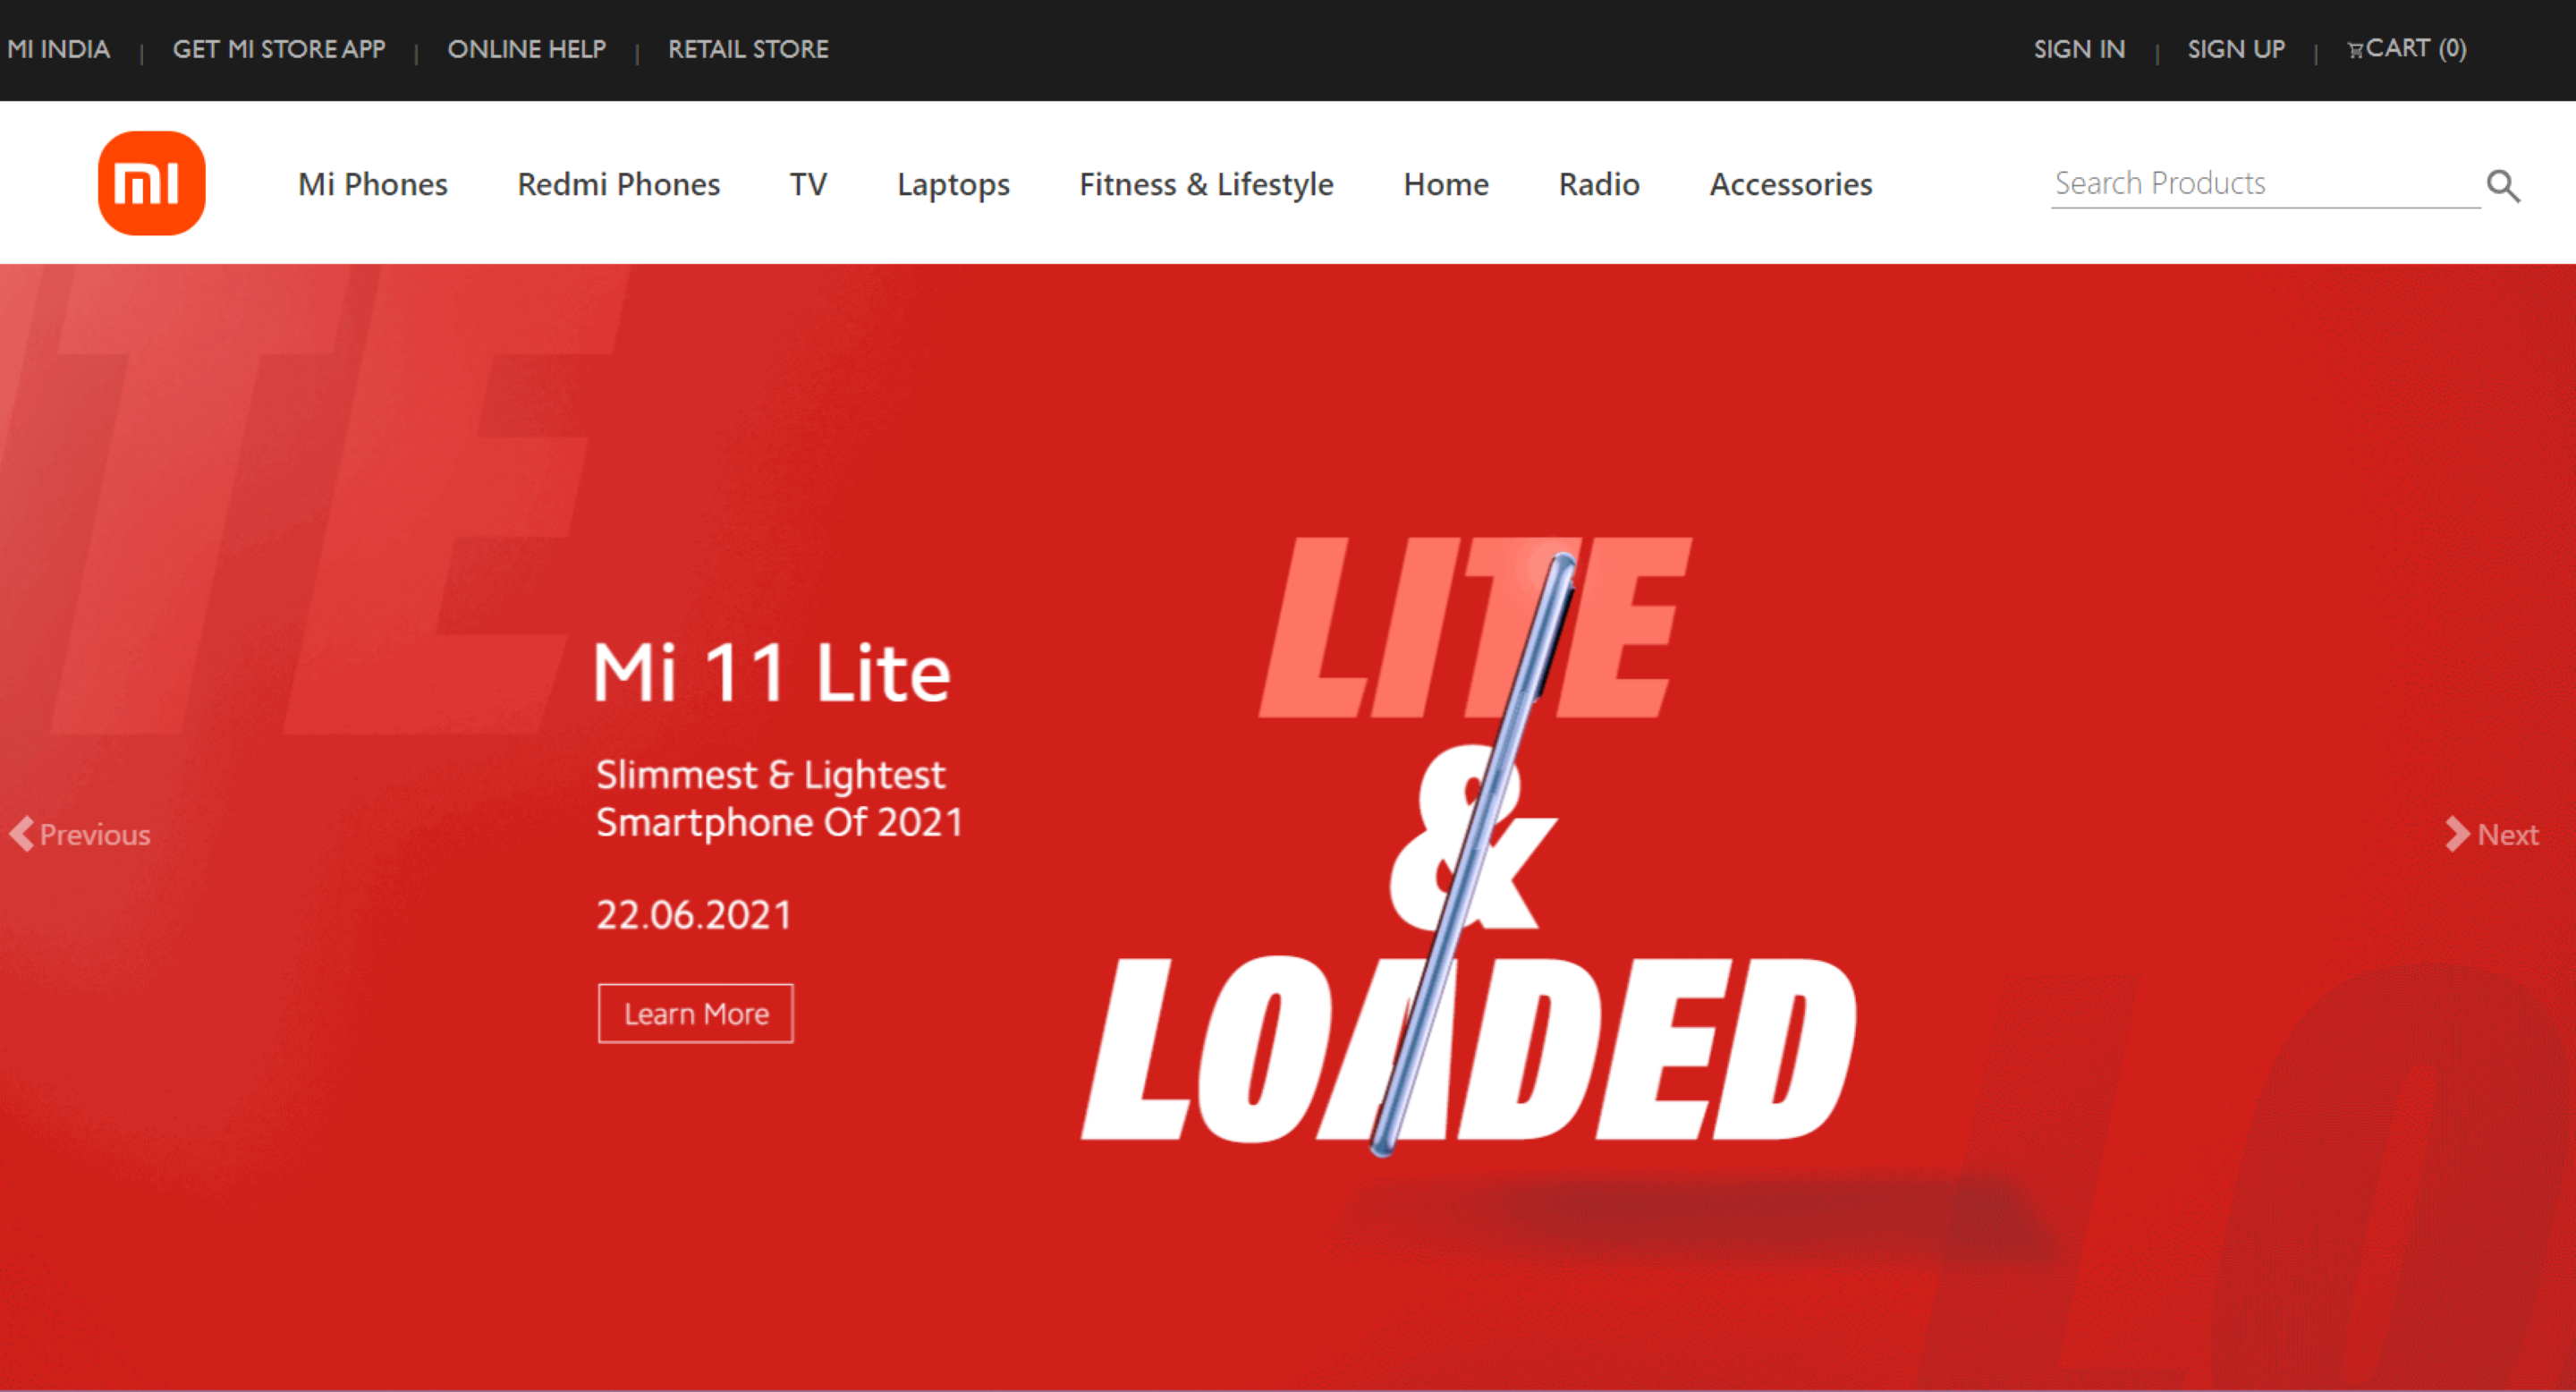 MI INDIA | GET MI STORE APP | ONLINE HELP | RETAIL STORE
SIGN IN | SIGN UP | CART (0)
mi
Mi Phones Redmi Phones TV Laptops Fitness & Lifestyle Home Radio Accessories
Search Products
TE
Mi 11 Lite
Slimmest & Lightest
Smartphone Of 2021
22.06.2021
Learn More
LITE
&
LOADED
Previous
Next
LO